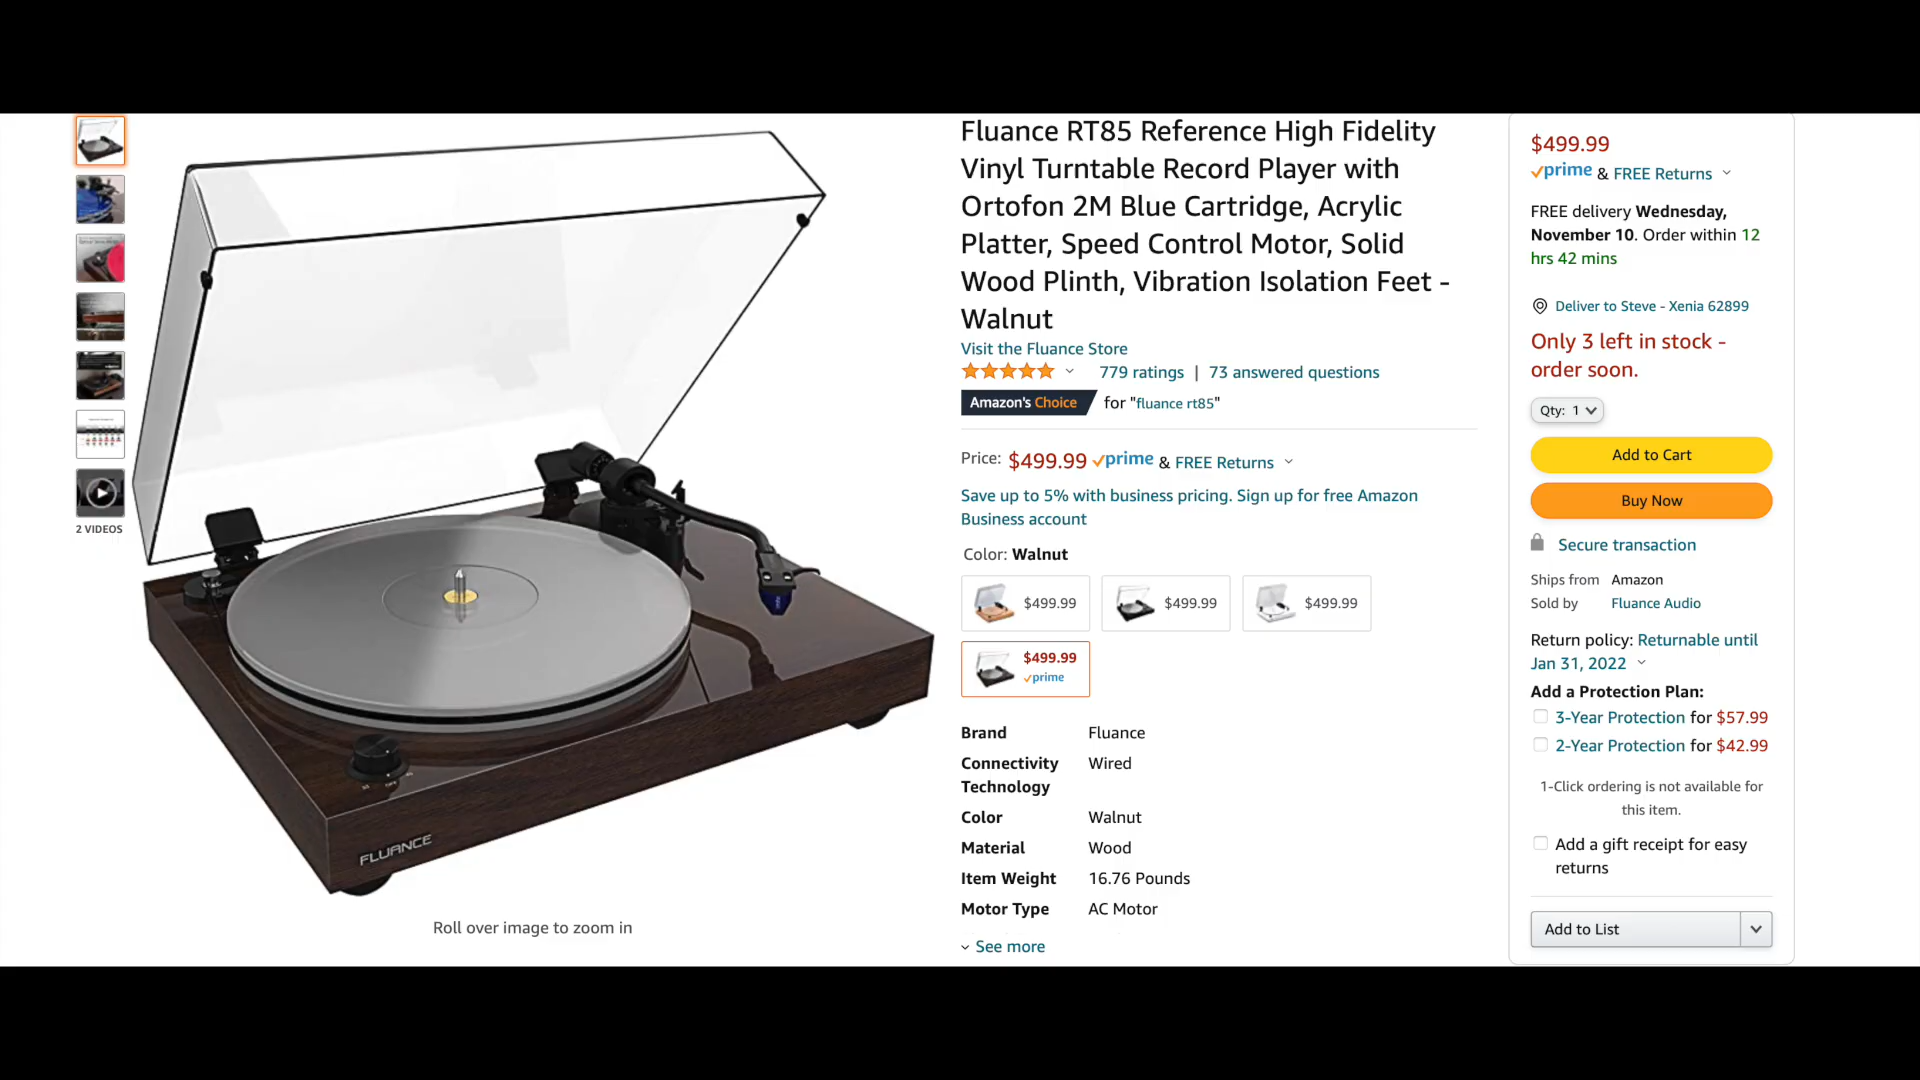 Fluance RT85 Reference High Fidelity
Vinyl Turntable Record Player with
Ortofon 2M Blue Cartridge, Acrylic
Platter, Speed Control Motor, Solid
Wood Plinth, Vibration Isolation Feet -
Walnut
Visit the Fluance Store
779 ratings | 73 answered questions
Amazon's Choice for "fluance rt85"
Price: $499.99 prime & FREE Returns
Save up to 5% with business pricing. Sign up for free Amazon
Business account
Color: Walnut
$499.99 $499.99 $499.99
$499.99
prime
Brand Fluance
Connectivity Wired
Technology
Color Walnut
Material Wood
Item Weight 16.76 Pounds
Motor Type AC Motor
See more
2 VIDEOS
FLUANCE
Roll over image to zoom in
$499.99
prime & FREE Returns
FREE delivery Wednesday,
November 10. Order within 12
hrs 42 mins
Deliver to Steve - Xenia 62899
Only 3 left in stock -
order soon.
Qty: 1
Add to Cart
Buy Now
Secure transaction
Ships from Amazon
Sold by Fluance Audio
Return policy: Returnable until
Jan 31, 2022
Add a Protection Plan:
3-Year Protection for $57.99
2-Year Protection for $42.99
1-Click ordering is not available for
this item.
Add a gift receipt for easy
returns
Add to List